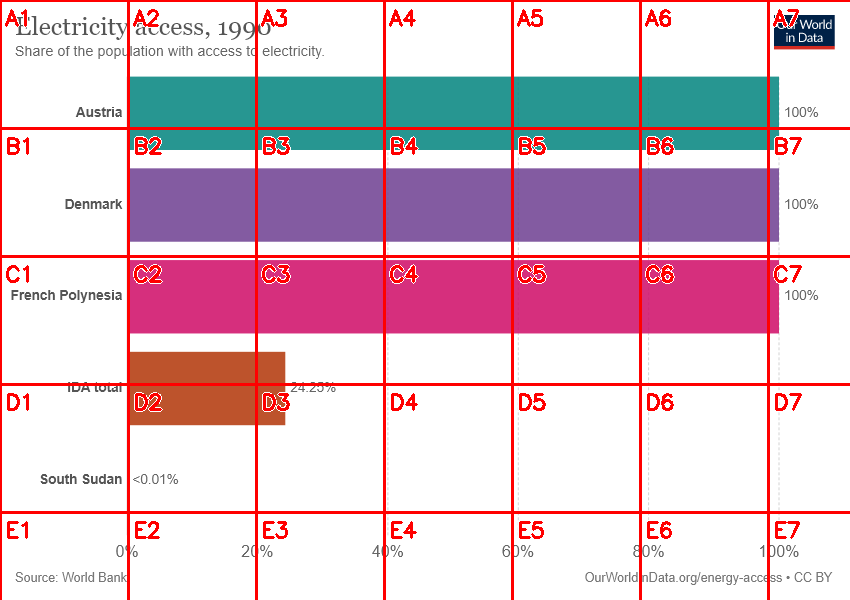 Electricity access, 1990
Share of the population with access to electricity.
Our World
in Data
Austria
100%
Denmark
100%
French Polynesia
100%
IDA total
24.25%
South Sudan
<0.01%
0%
20%
40%
60%
80%
100%
Source: World Bank
OurWorldInData.org/energy-access • CC BY
A1
A2
A3
A4
A5
A6
A7
B1
B2
B3
B4
B5
B6
B7
C1
C2
C3
C4
C5
C6
C7
D1
D2
D3
D4
D5
D6
D7
E1
E2
E3
E4
E5
E6
E7